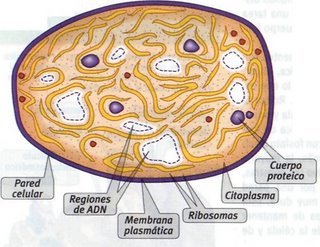 Pared
celular
Regiones
de ADN
Membrana
plasmática
Ribosomas
Citoplasma
Cuerpo
proteico